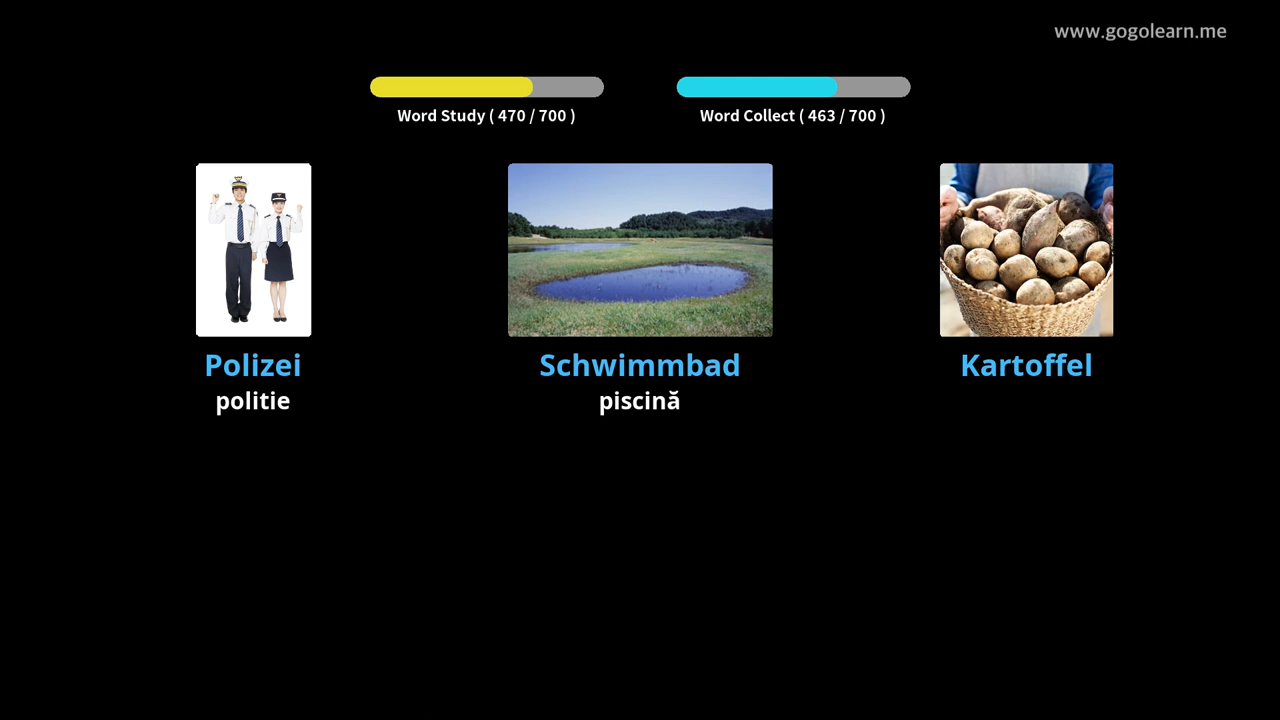 www.gogolearn.me
Word Study ( 470 / 700 )
Word Collect ( 463 / 700 )
Polizei
politie
Schwimmbad
piscină
Kartoffel